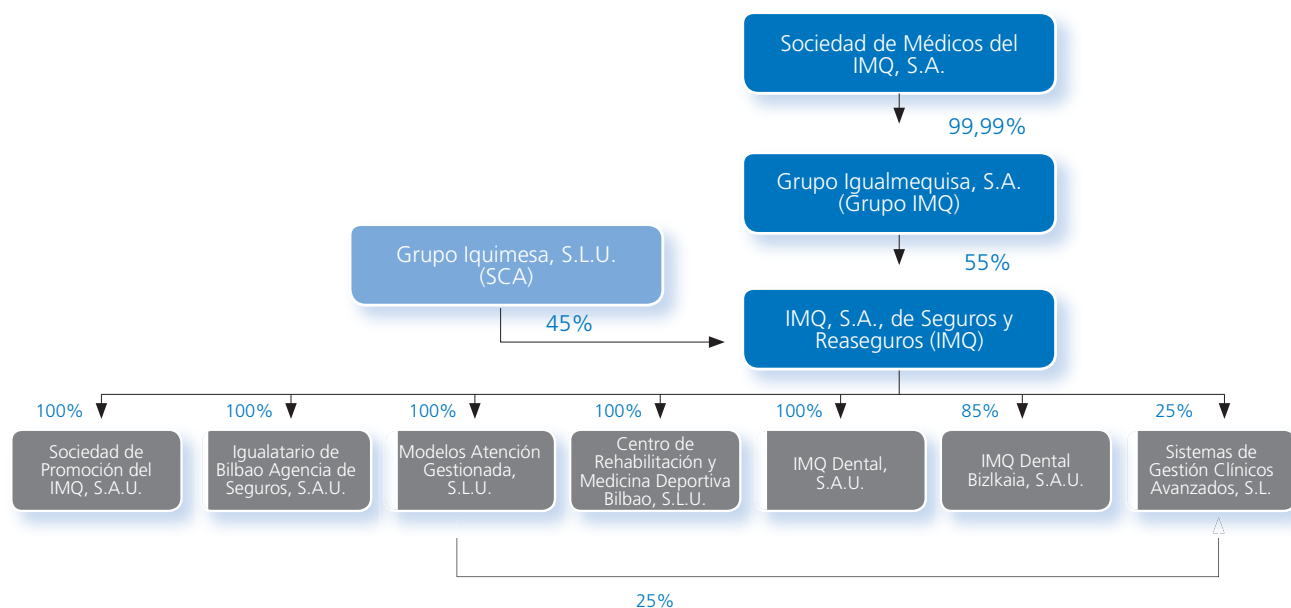 Sociedad de Médicos del
IMQ, S.A.
99,99%
Grupo Igualmequisa, S.A.
(Grupo IMQ)
55%
Grupo Iquimesa, S.L.U.
(SCA)
45%
IMQ, S.A., de Seguros y
Reaseguros (IMQ)
100%
100%
100%
100%
100%
85%
25%
Sociedad de
Promoción del
IMQ, S.A.U.
Igualatario de
Bilbao Agencia de
Seguros, S.A.U.
Modelos Atención
Gestionada,
S.L.U.
Centro de
Rehabilitación y
Medicina Deportiva
Bilbao, S.L.U.
IMQ Dental,
S.A.U.
IMQ Dental
Bizlkaia, S.A.U.
Sistemas de
Gestión Clínicos
Avanzados, S.L.
25%